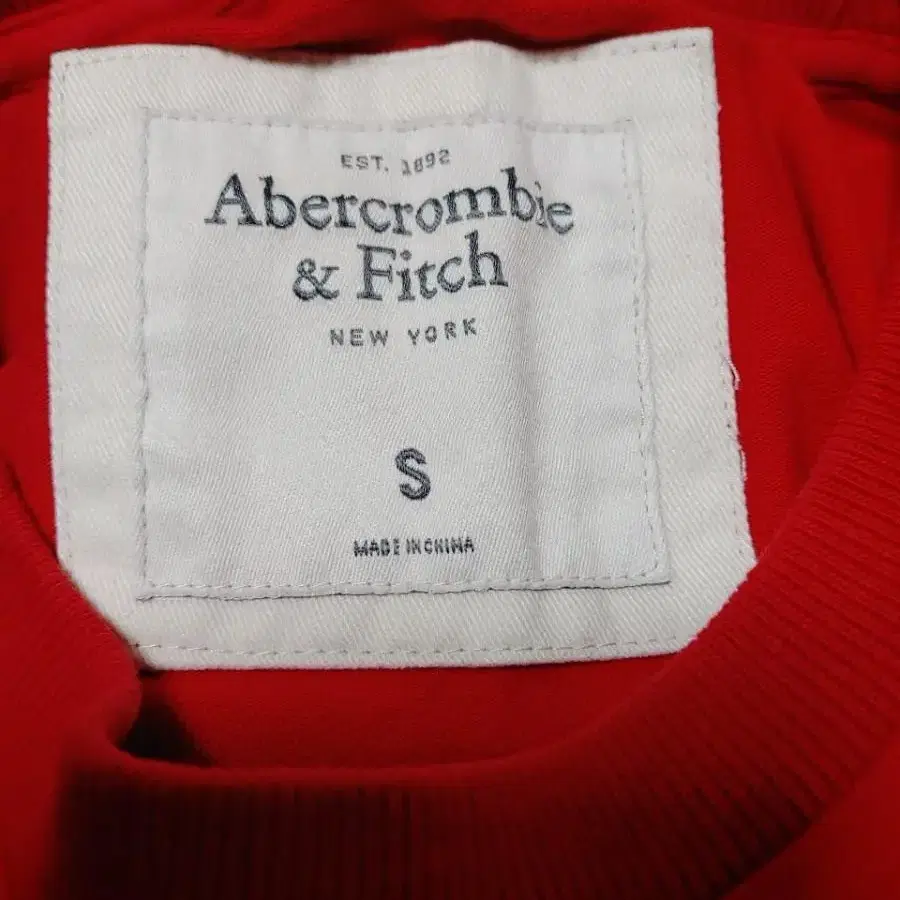 EST. 1892
Abercrombie
& Fitch
NEW YORK
S
MADE IN CHINA